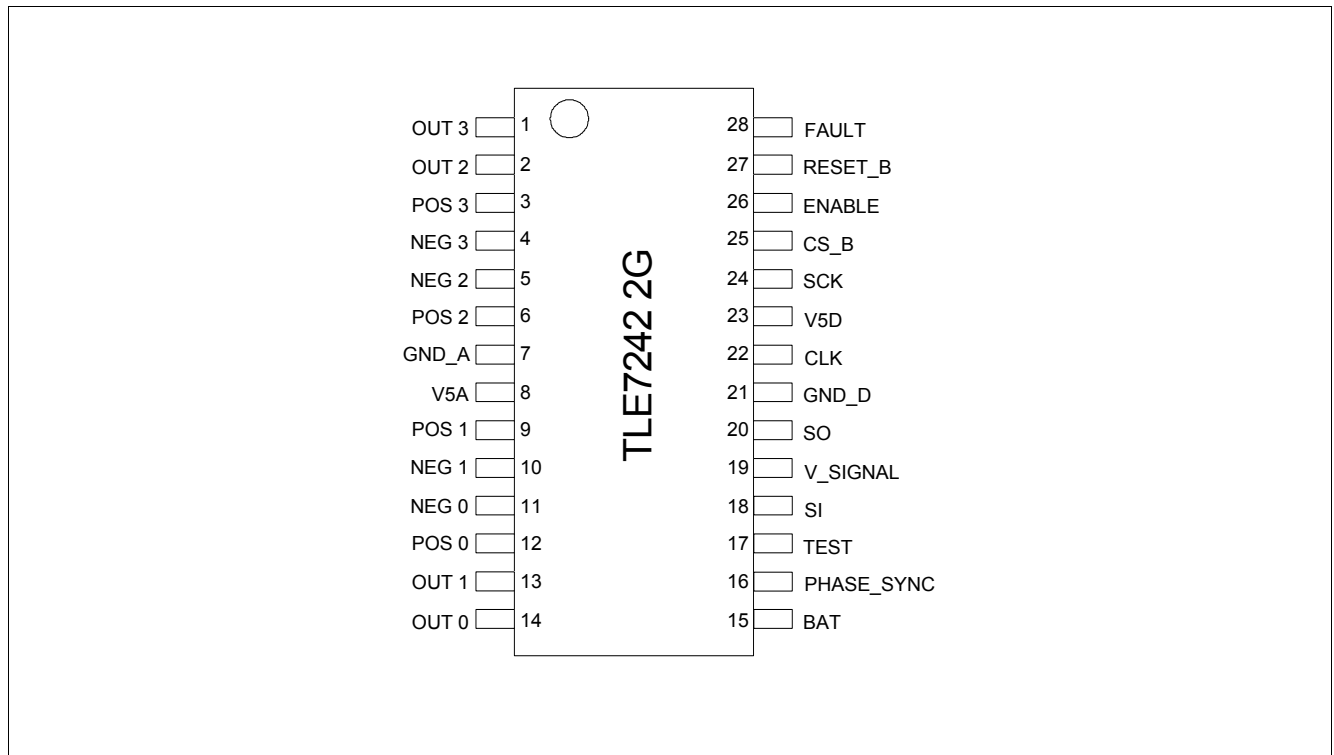 OUT 3 1 28 FAULT
OUT 2 2 27 RESET_B
POS 3 3 26 ENABLE
NEG 3 4 25 CS_B
NEG 2 5 24 SCK
POS 2 6 23 V5D
GND_A 7 22 CLK
V5A 8 21 GND_D
POS 1 9 20 SO
NEG 1 10 19 V_SIGNAL
NEG 0 11 18 SI
POS 0 12 17 TEST
OUT 1 13 16 PHASE_SYNC
OUT 0 14 15 BAT
TLE7242 2G